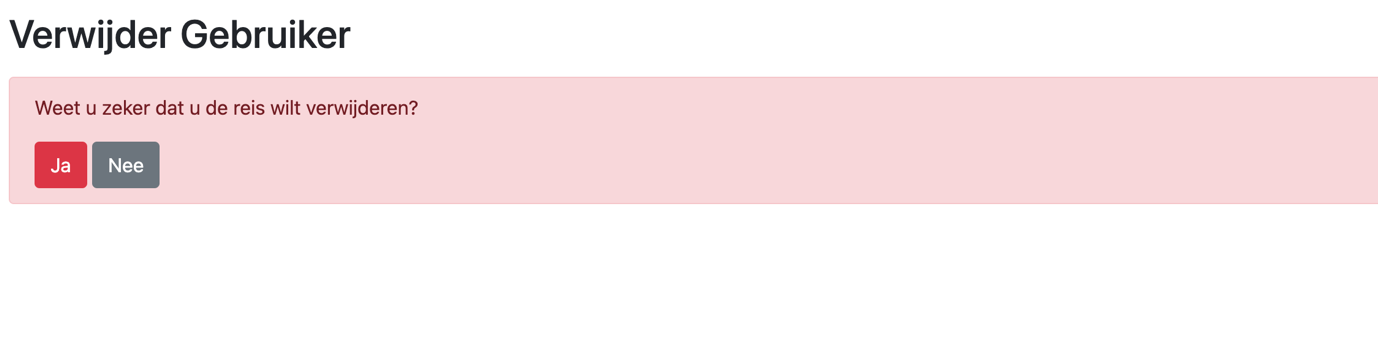 Verwijder Gebruiker
Weet u zeker dat u de reis wilt verwijderen?
Ja Nee